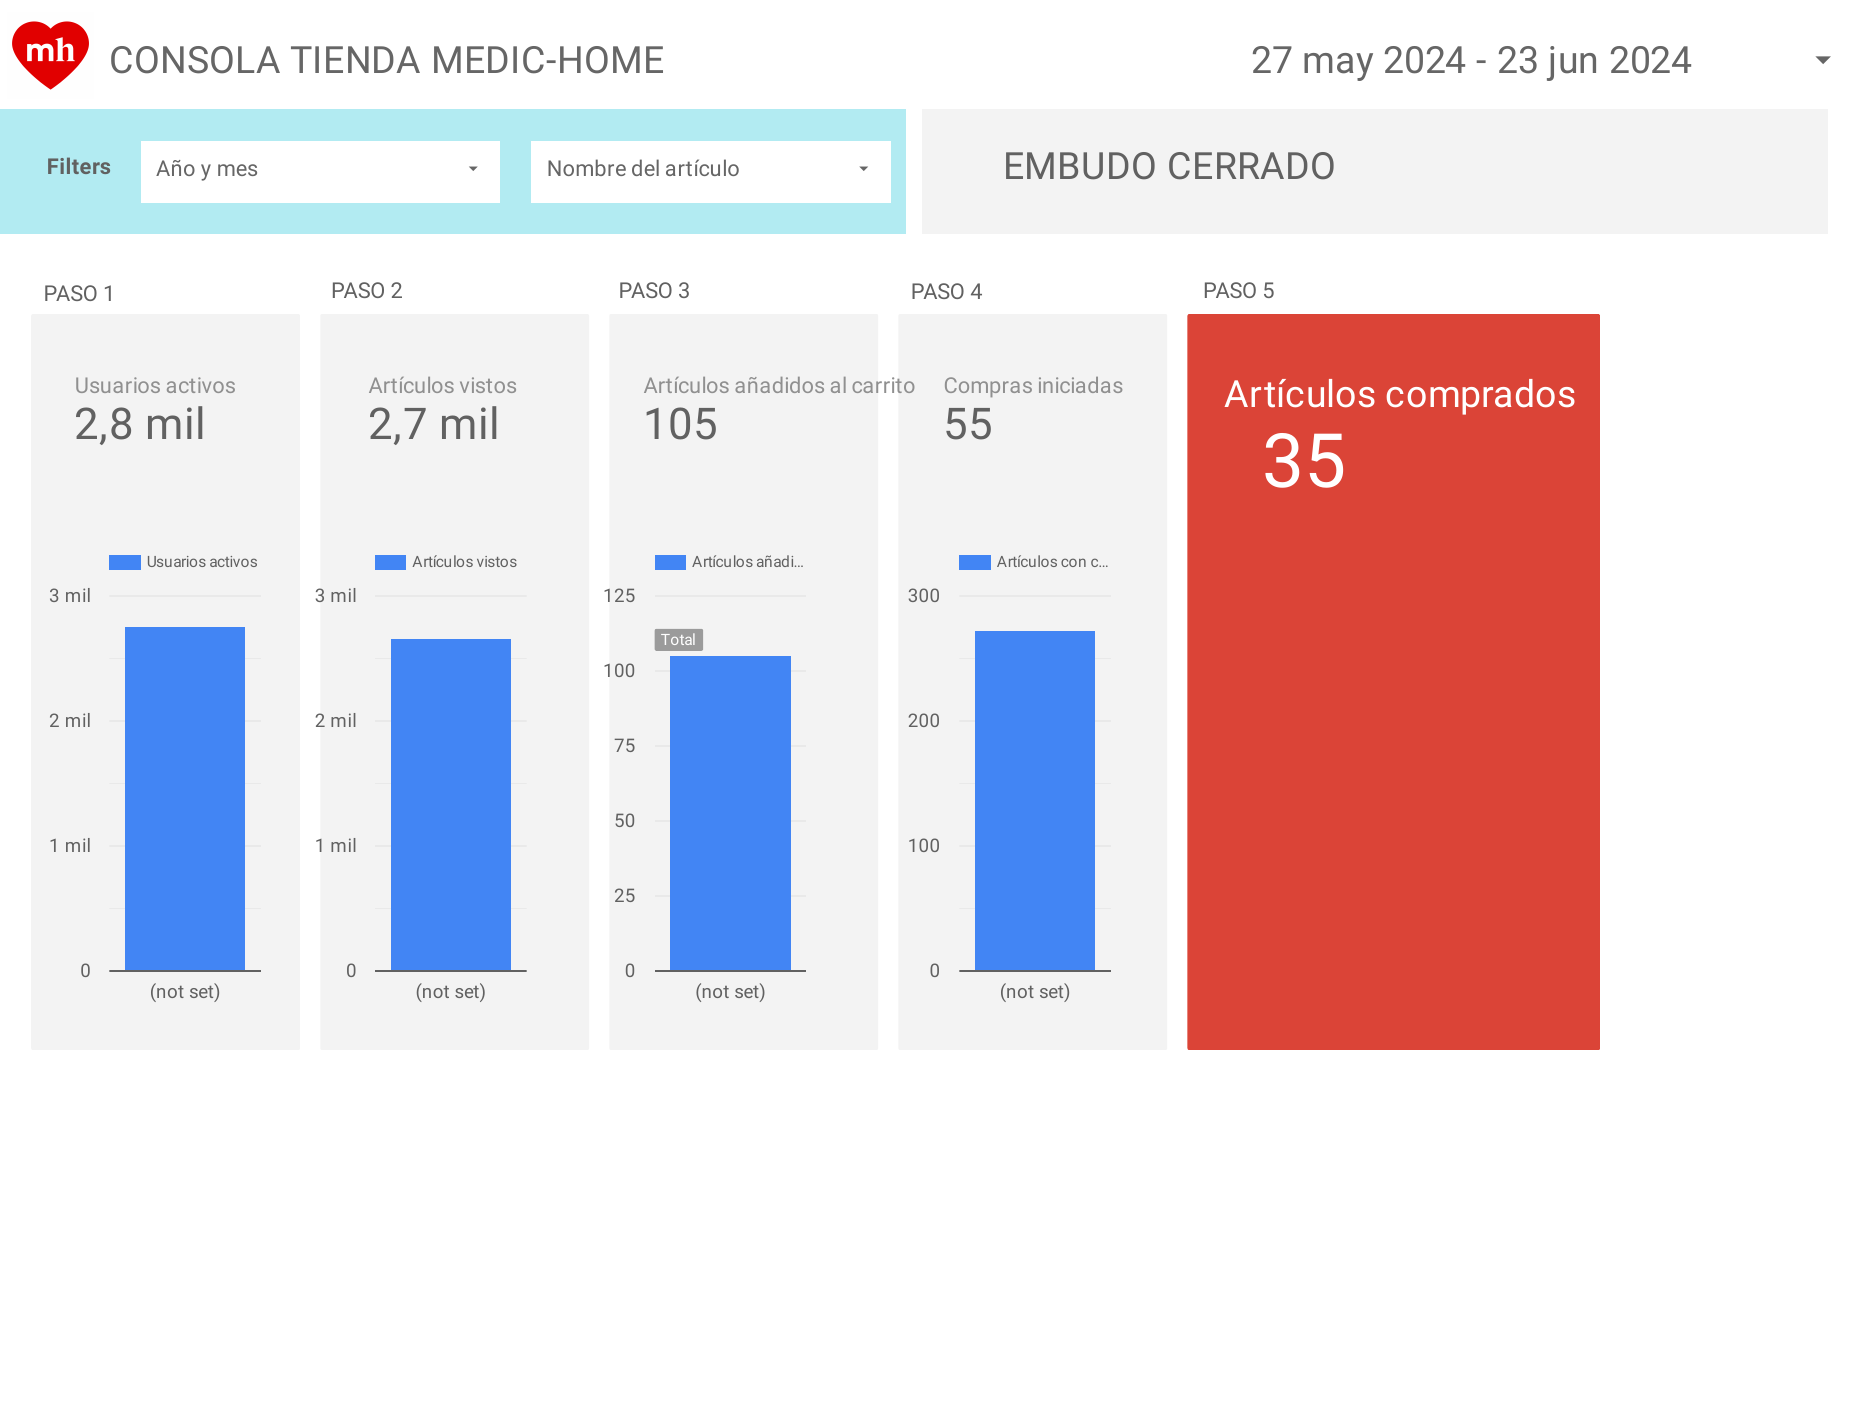 mh
CONSOLA TIENDA MEDIC-HOME
27 may 2024 - 23 jun 2024
Filters
Año y mes
Nombre del artículo
EMBUDO CERRADO
PASO 1
PASO 2
PASO 3
PASO 4
PASO 5
Usuarios activos
2,8 mil
Artículos vistos
2,7 mil
Artículos añadidos al carrito
105
Compras iniciadas
55
Artículos comprados
35
Usuarios activos
3 mil
2 mil
1 mil
0
(not set)
Artículos vistos
3 mil
2 mil
1 mil
0
(not set)
Artículos añadi...
125
Total
100
75
50
25
0
(not set)
Artículos con c...
300
200
100
0
(not set)